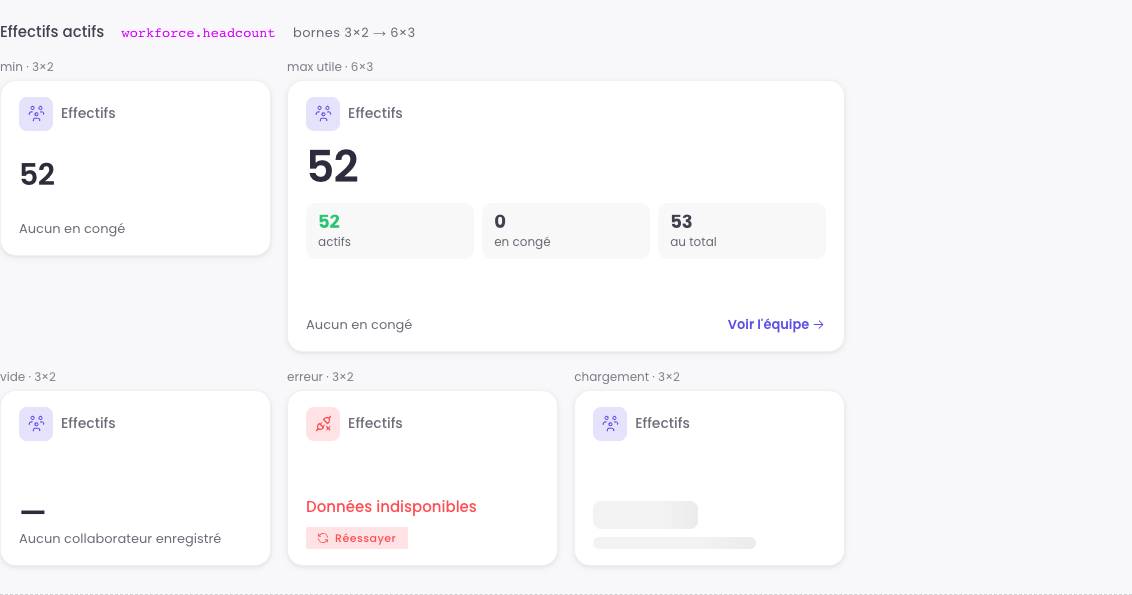 Effectifs actifs workforce.headcount bornes 3×2 → 6×3
min · 3×2
Effectifs
52
Aucun en congé
max utile · 6×3
Effectifs
52
52
actifs
0
en congé
53
au total
Aucun en congé
Voir l'équipe →
vide · 3×2
Effectifs
—
Aucun collaborateur enregistré
erreur · 3×2
Effectifs
Données indisponibles
Réessayer
chargement · 3×2
Effectifs